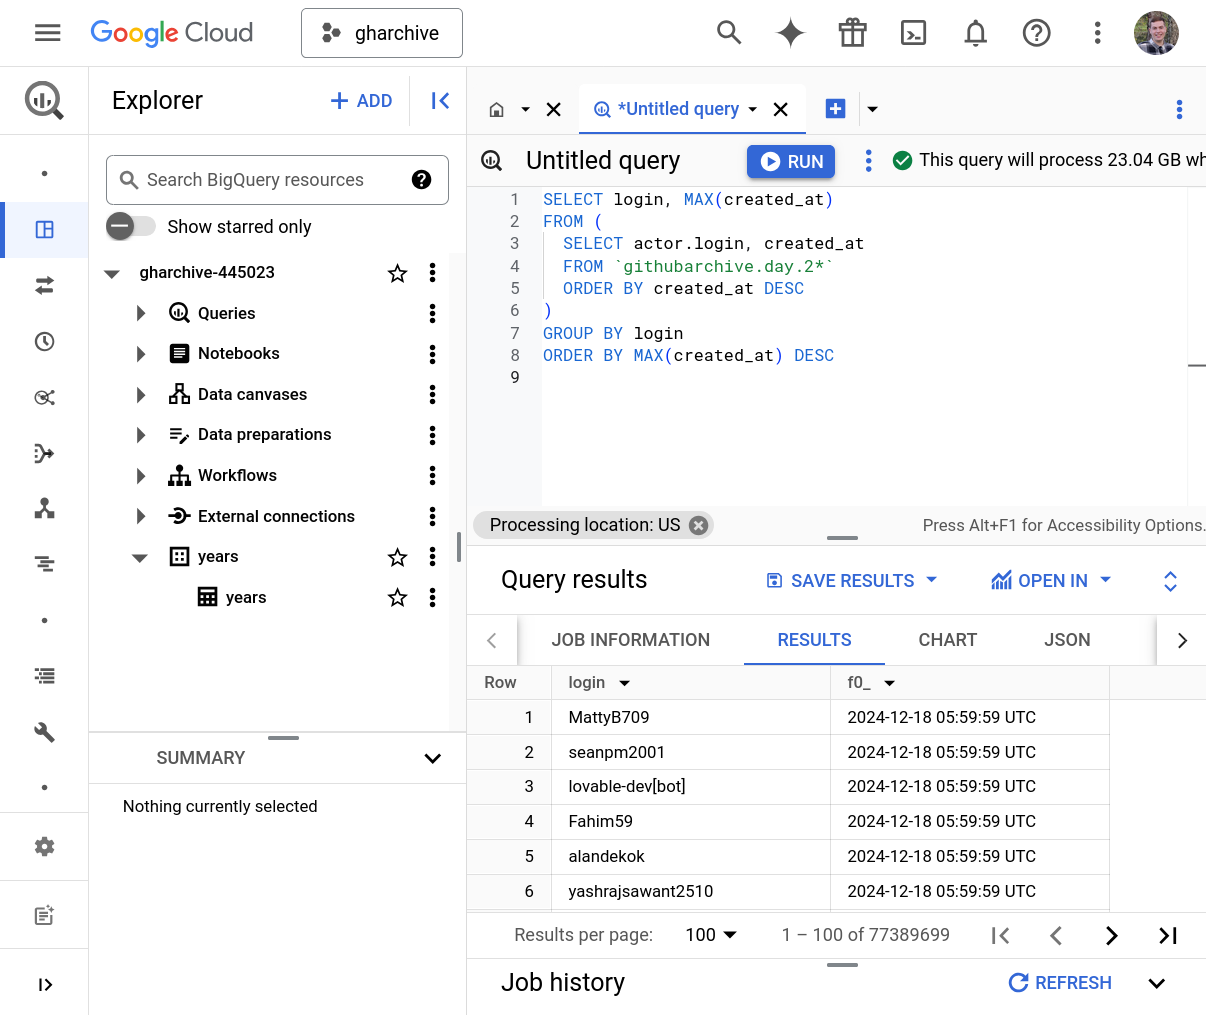 Google Cloud
gharchive
Explorer
+ ADD
*Untitled query
Untitled query
RUN
This query will process 23.04 GB wh
Search BigQuery resources
Show starred only
gharchive-445023
Queries
Notebooks
Data canvases
Data preparations
Workflows
External connections
years
years
SUMMARY
Nothing currently selected
1 SELECT login, MAX(created_at)
2 FROM (
3 SELECT actor.login, created_at
4 FROM `githubarchive.day.2*`
5 ORDER BY created_at DESC
6 )
7 GROUP BY login
8 ORDER BY MAX(created_at) DESC
9
Processing location: US
Press Alt+F1 for Accessibility Options.
Query results
SAVE RESULTS
OPEN IN
JOB INFORMATION RESULTS CHART JSON
Row login f0_
1 MattyB709 2024-12-18 05:59:59 UTC
2 seanpm2001 2024-12-18 05:59:59 UTC
3 lovable-dev[bot] 2024-12-18 05:59:59 UTC
4 Fahim59 2024-12-18 05:59:59 UTC
5 alandekok 2024-12-18 05:59:59 UTC
6 yashrajsawant2510 2024-12-18 05:59:59 UTC
Results per page: 100 1 – 100 of 77389699
Job history
REFRESH